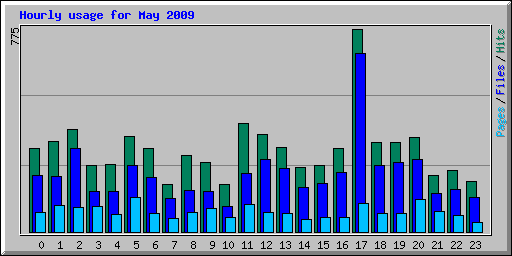 Hourly usage for May 2009
775
Pages/Files/Hits
0 1 2 3 4 5 6 7 8 9 10 11 12 13 14 15 16 17 18 19 20 21 22 23